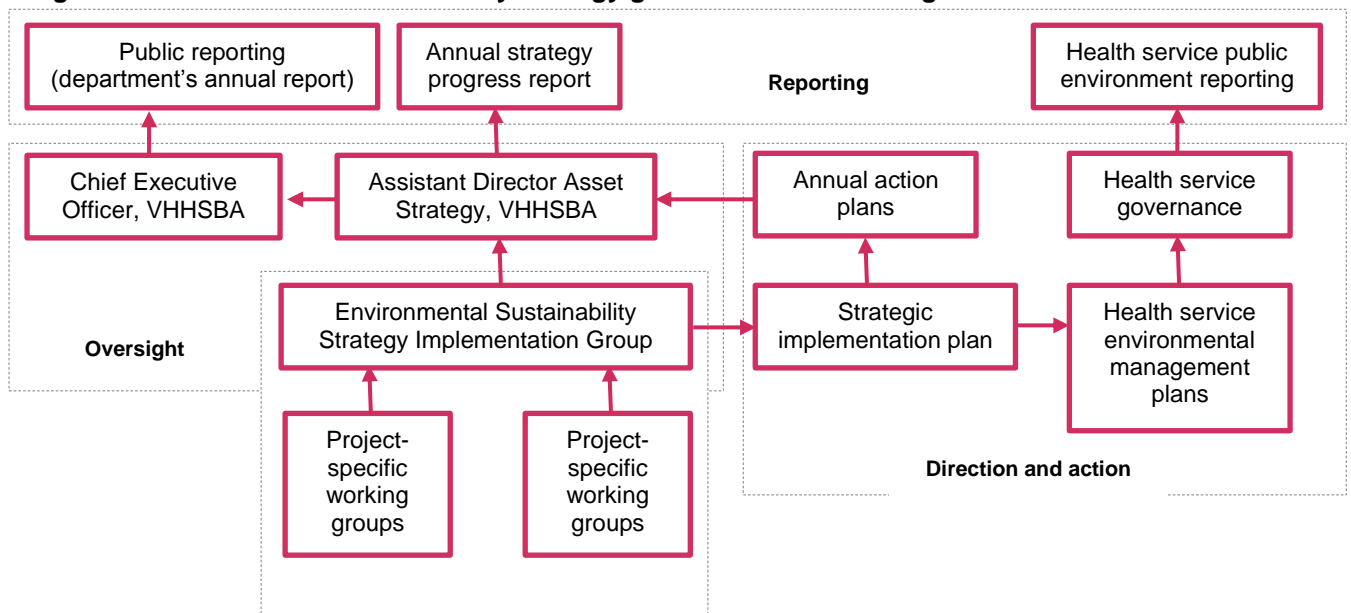 Public reporting
(department's annual report)
Annual strategy
progress report
Reporting
Health service public
environment reporting
Chief Executive
Officer, VHHSBA
Assistant Director Asset
Strategy, VHHSBA
Annual action
plans
Health service
governance
Environmental Sustainability
Strategy Implementation Group
Oversight
Strategic
implementation plan
Health service
environmental
management
plans
Project-
specific
working
groups
Project-
specific
working
groups
Direction and action